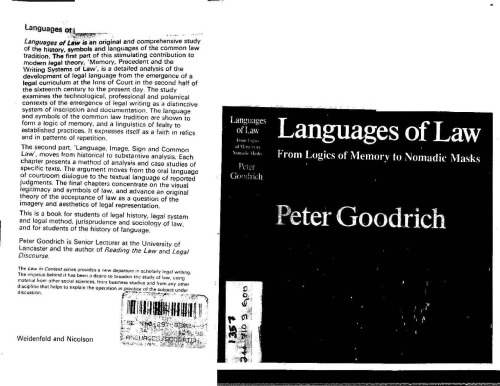 Languages of
Languages of Law is an original and comprehensive study
of the history, symbols and languages of the common law
tradition. The first part of this stimulating contribution to
modern legal theory, 'Memory, Precedent and the
Writing Systems of Law', is a detailed analysis of the
development of legal language from the emergence of a
legal curriculum at the Inns of Court in the second half of
the sixteenth century to the present day. The study
examines the technological, professional and polemical
contexts of the emergence of legal writing as a distinctive
system of inscription and documentation. The language
and symbols of the common law tradition are shown to
form a logic of memory, and a linguistics of fealty to
established practices. It expresses itself as a faith in relics
and in patterns of repetition.
The second part, 'Language, Image, Sign and Common
Law', moves from historical to substantive analysis. Each
chapter presents a method of analysis and case studies of
specific texts. The argument moves from the oral language
of courtroom dialogue to the textual language of reported
judgments. The final chapters concentrate on the visual
legitimacy and symbols of law, and advance an original
theory of the acceptance of law as a question of the
imagery and aesthetics of legal representation.
This is a book for students of legal history, legal system
and legal method, jurisprudence and sociology of law,
and for students of the history of language.
Peter Goodrich is Senior Lecturer at the University of
Lancaster and the author of Reading the Law and Legal
Discourse.
The Law in Context series provides a new departure in scholarly legal writing.
The impetus behind it has been a desire to broaden the study of law, using
material from other social sciences, from business studies and from any other
discipline that helps to explain the operation in practice of the subject under
discussion.
Weidenfeld and Nicolson
Languages
of Law
From Logics
of Memory to
Nomadic Masks
Peter
Goodrich
1357
Languages of Law
From Logics of Memory to Nomadic Masks
Peter Goodrich